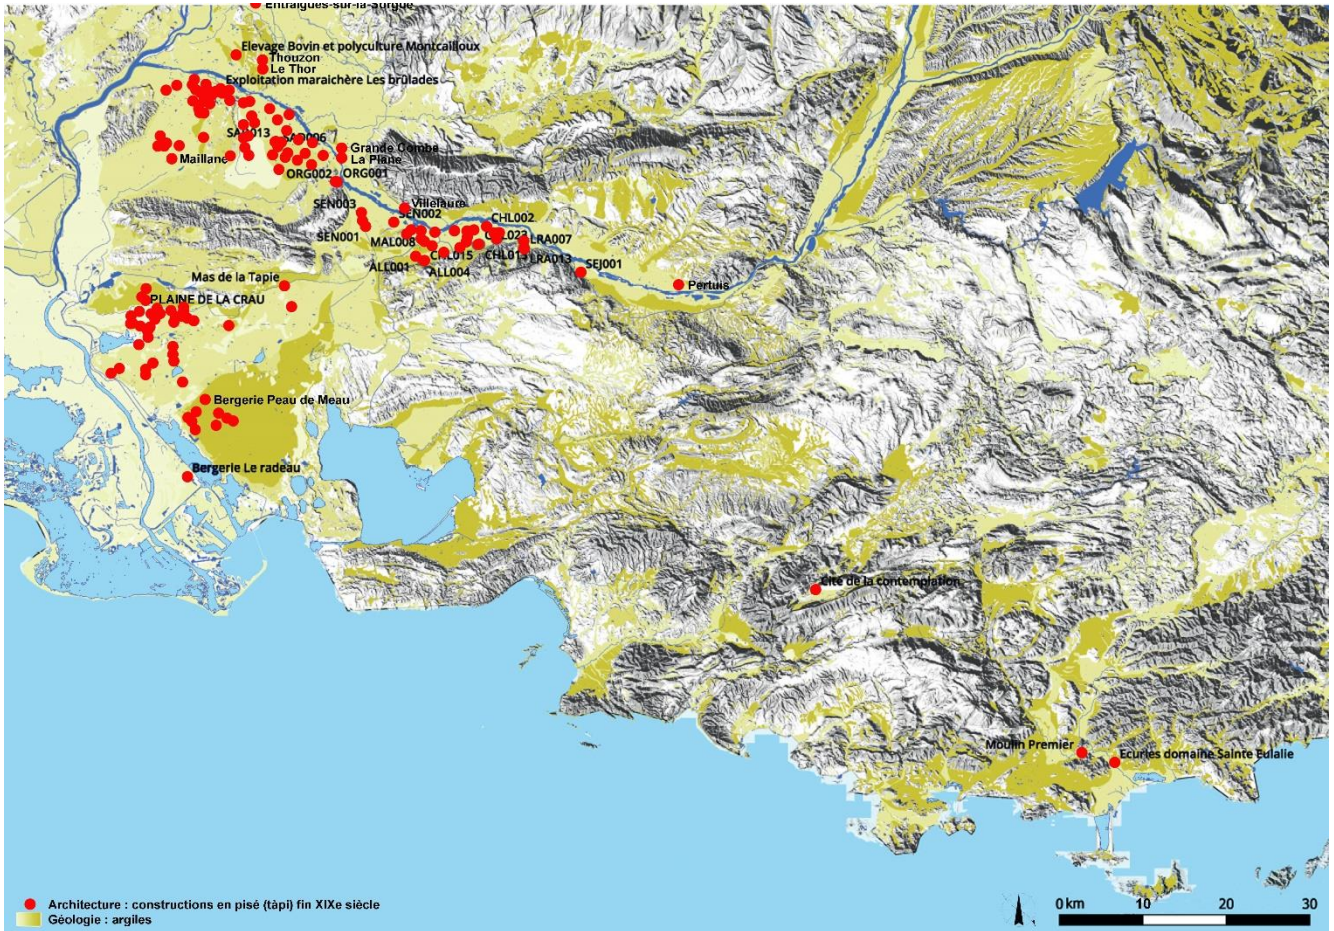 Entraigues-sur-la-Sorgue
Elevage Bovin et polyculture Montcailloux
Thouzon
Le Thor
Exploitation maraichère Les brûlades
Grande Combe
Maillane
La Plane
ORG002
ORG001
SEN003
Villelaure
SEN002
CHL002
SEN001
MAL008
LRA007
CHL015
LRA013
ALL001
ALL004
SEJ001
Mas de la Tapie
Pertuis
PLAINE DE LA CRAU
Bergerie Peau de Meau
Bergerie Le radeau
Cité de la contemplation
Moulin Premier
Ecuries domaine Sainte Eulalie
Architecture : constructions en pisé (tàpi) fin XIXe siècle
Géologie : argiles
0 km 10 20 30